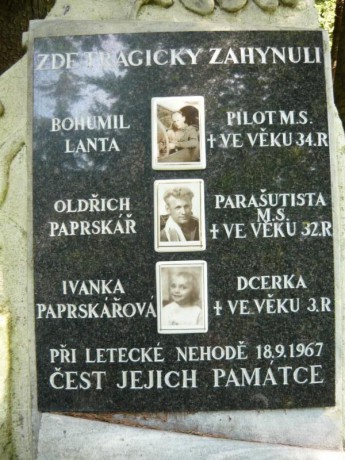 ZDE TRAGICKY ZAHYNULI
BOHUMIL
LANTA
PILOT M.S.
† VE VĚKU 34.R
OLDŘICH
PAPRSKÁŘ
PARAŠUTISTA
M.S.
† VE VĚKU 32.R
IVANKA
PAPRSKÁŘOVÁ
DCERKA
† VE VĚKU 3.R
PŘI LETECKÉ NEHODĚ 18.9.1967
ČEST JEJICH PAMÁTCE